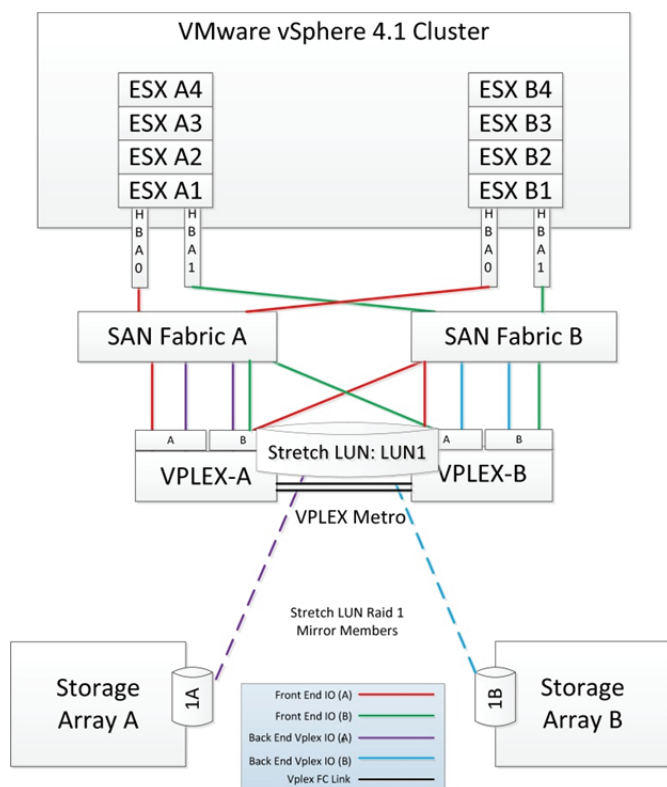 VMware vSphere 4.1 Cluster
ESX A4
ESX A3
ESX A2
ESX A1
ESX B4
ESX B3
ESX B2
ESX B1
HBA0
HBA1
HBA0
HBA1
SAN Fabric A
SAN Fabric B
A
B
A
B
Stretch LUN: LUN1
VPLEX-A
VPLEX-B
VPLEX Metro
Stretch LUN Raid 1
Mirror Members
Storage
Array A
1A
1B
Storage
Array B
Front End IO (A)
Front End IO (B)
Back End Vplex IO (A)
Back End Vplex IO (B)
Vplex FC Link